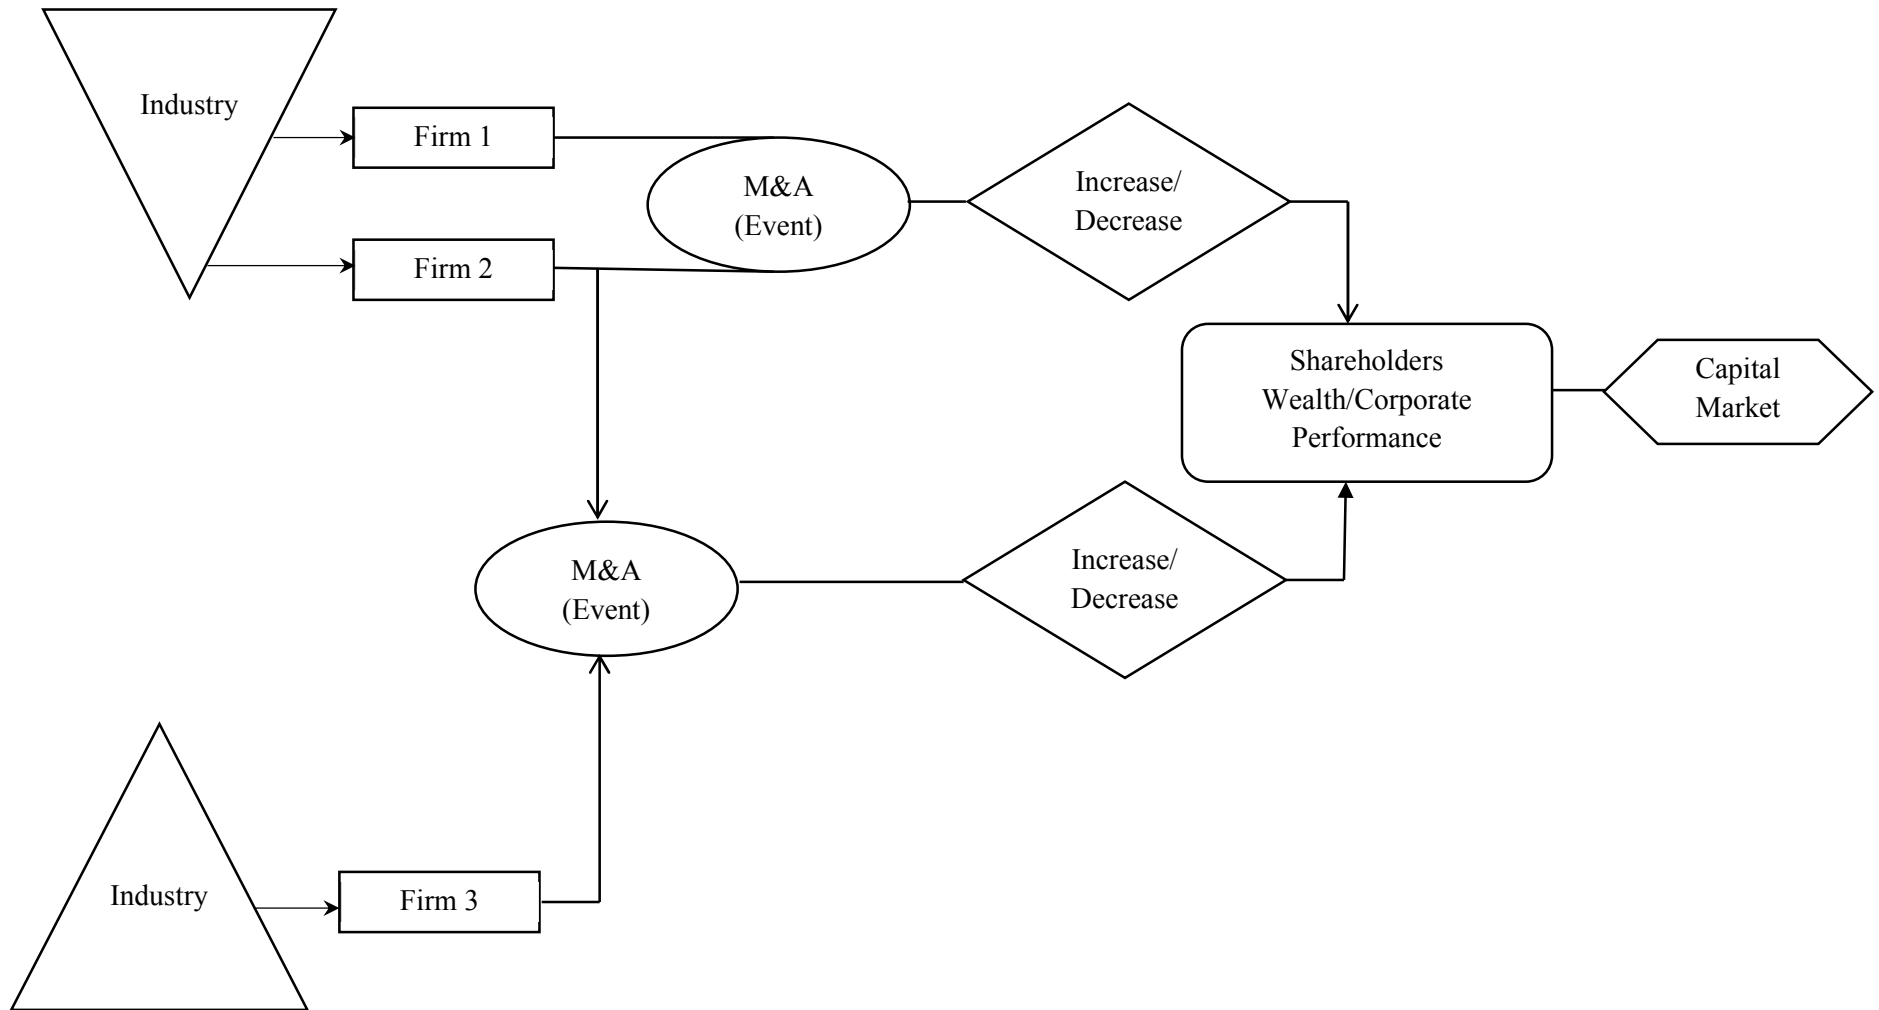 Industry
Firm 1
Firm 2
M&A
(Event)
Increase/
Decrease
Shareholders
Wealth/Corporate
Performance
Capital
Market
M&A
(Event)
Increase/
Decrease
Industry
Firm 3